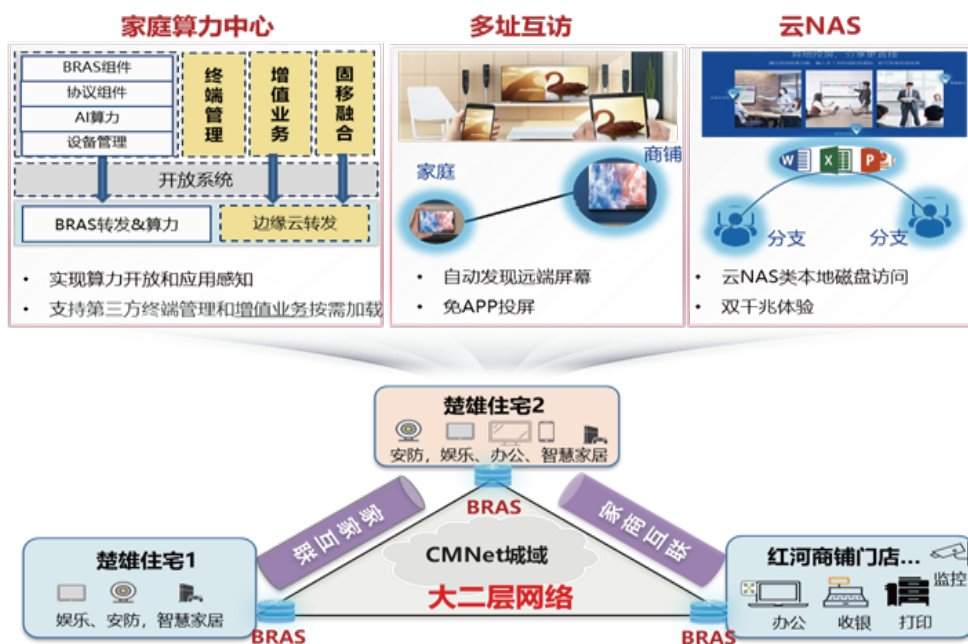 家庭算力中心
多址互访
云NAS
BRAS组件
协议组件
AI算力
设备管理
终端管理
增值业务
固移融合
开放系统
BRAS转发&算力
边缘云转发
• 实现算力开放和应用感知
• 支持第三方终端管理和增值业务按需加载
家庭
商铺
• 自动发现远端屏幕
• 免APP投屏
W
X
P
分支
分支
• 云NAS类本地磁盘访问
• 双千兆体验
楚雄住宅2
安防，娱乐、办公、智慧家居
BRAS
家家互联
家商互联
CMNet城域
大二层网络
楚雄住宅1
娱乐、安防，智慧家居
BRAS
红河商铺门店...
监控
办公
收银
打印
BRAS